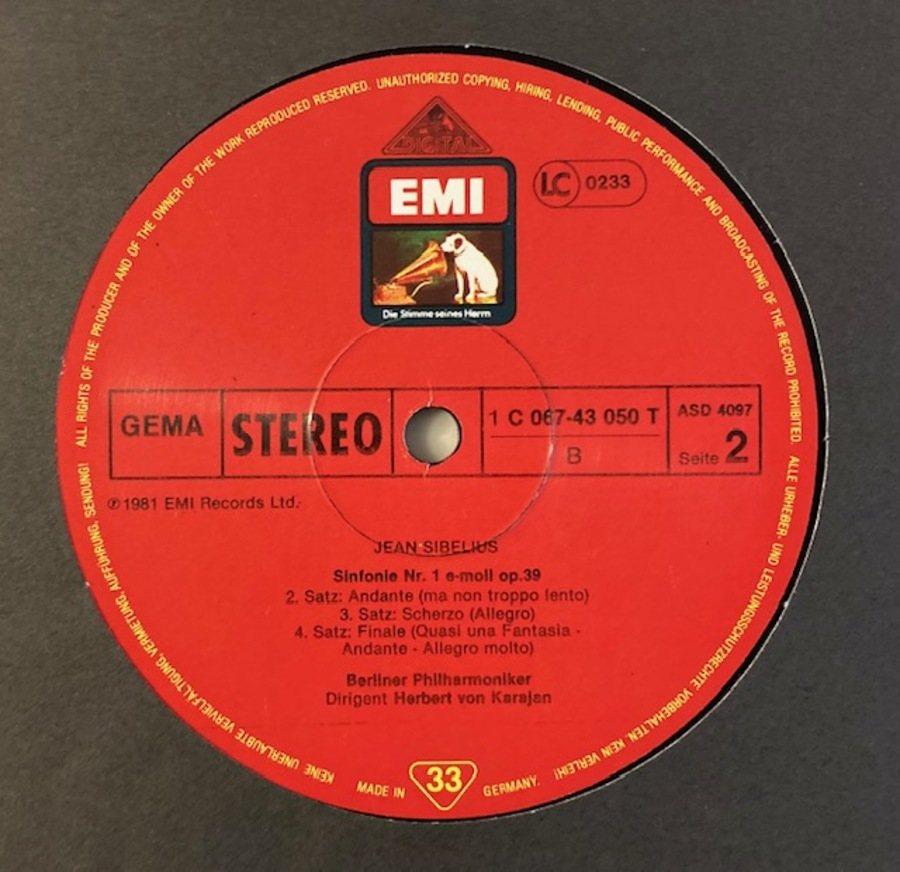 ALL RIGHTS OF THE PRODUCER AND OF THE OWNER OF THE WORK REPRODUCED RESERVED. UNAUTHORIZED COPYING, HIRING, LENDING, PUBLIC PERFORMANCE AND BROADCASTING OF THE RECORD PROHIBITED.
ALLE URHEBER- UND LEISTUNGSSCHUTZRECHTE VORBEHALTEN. KEIN VERLEIH! KEINE UNERLAUBTE VERVIELFÄLTIGUNG, VERMIETUNG, AUFFÜHRUNG, SENDUNG!
DIGITAL
EMI
LC 0233
Die Stimme seines Herrn
GEMA
STEREO
1 C 067-43 050 T
B
ASD 4097
Seite 2
℗ 1981 EMI Records Ltd.
JEAN SIBELIUS
Sinfonie Nr. 1 e-moll op.39
2. Satz: Andante (ma non troppo lento)
3. Satz: Scherzo (Allegro)
4. Satz: Finale (Quasi una Fantasia -
Andante - Allegro molto)
Berliner Philharmoniker
Dirigent Herbert von Karajan
MADE IN 33 GERMANY.